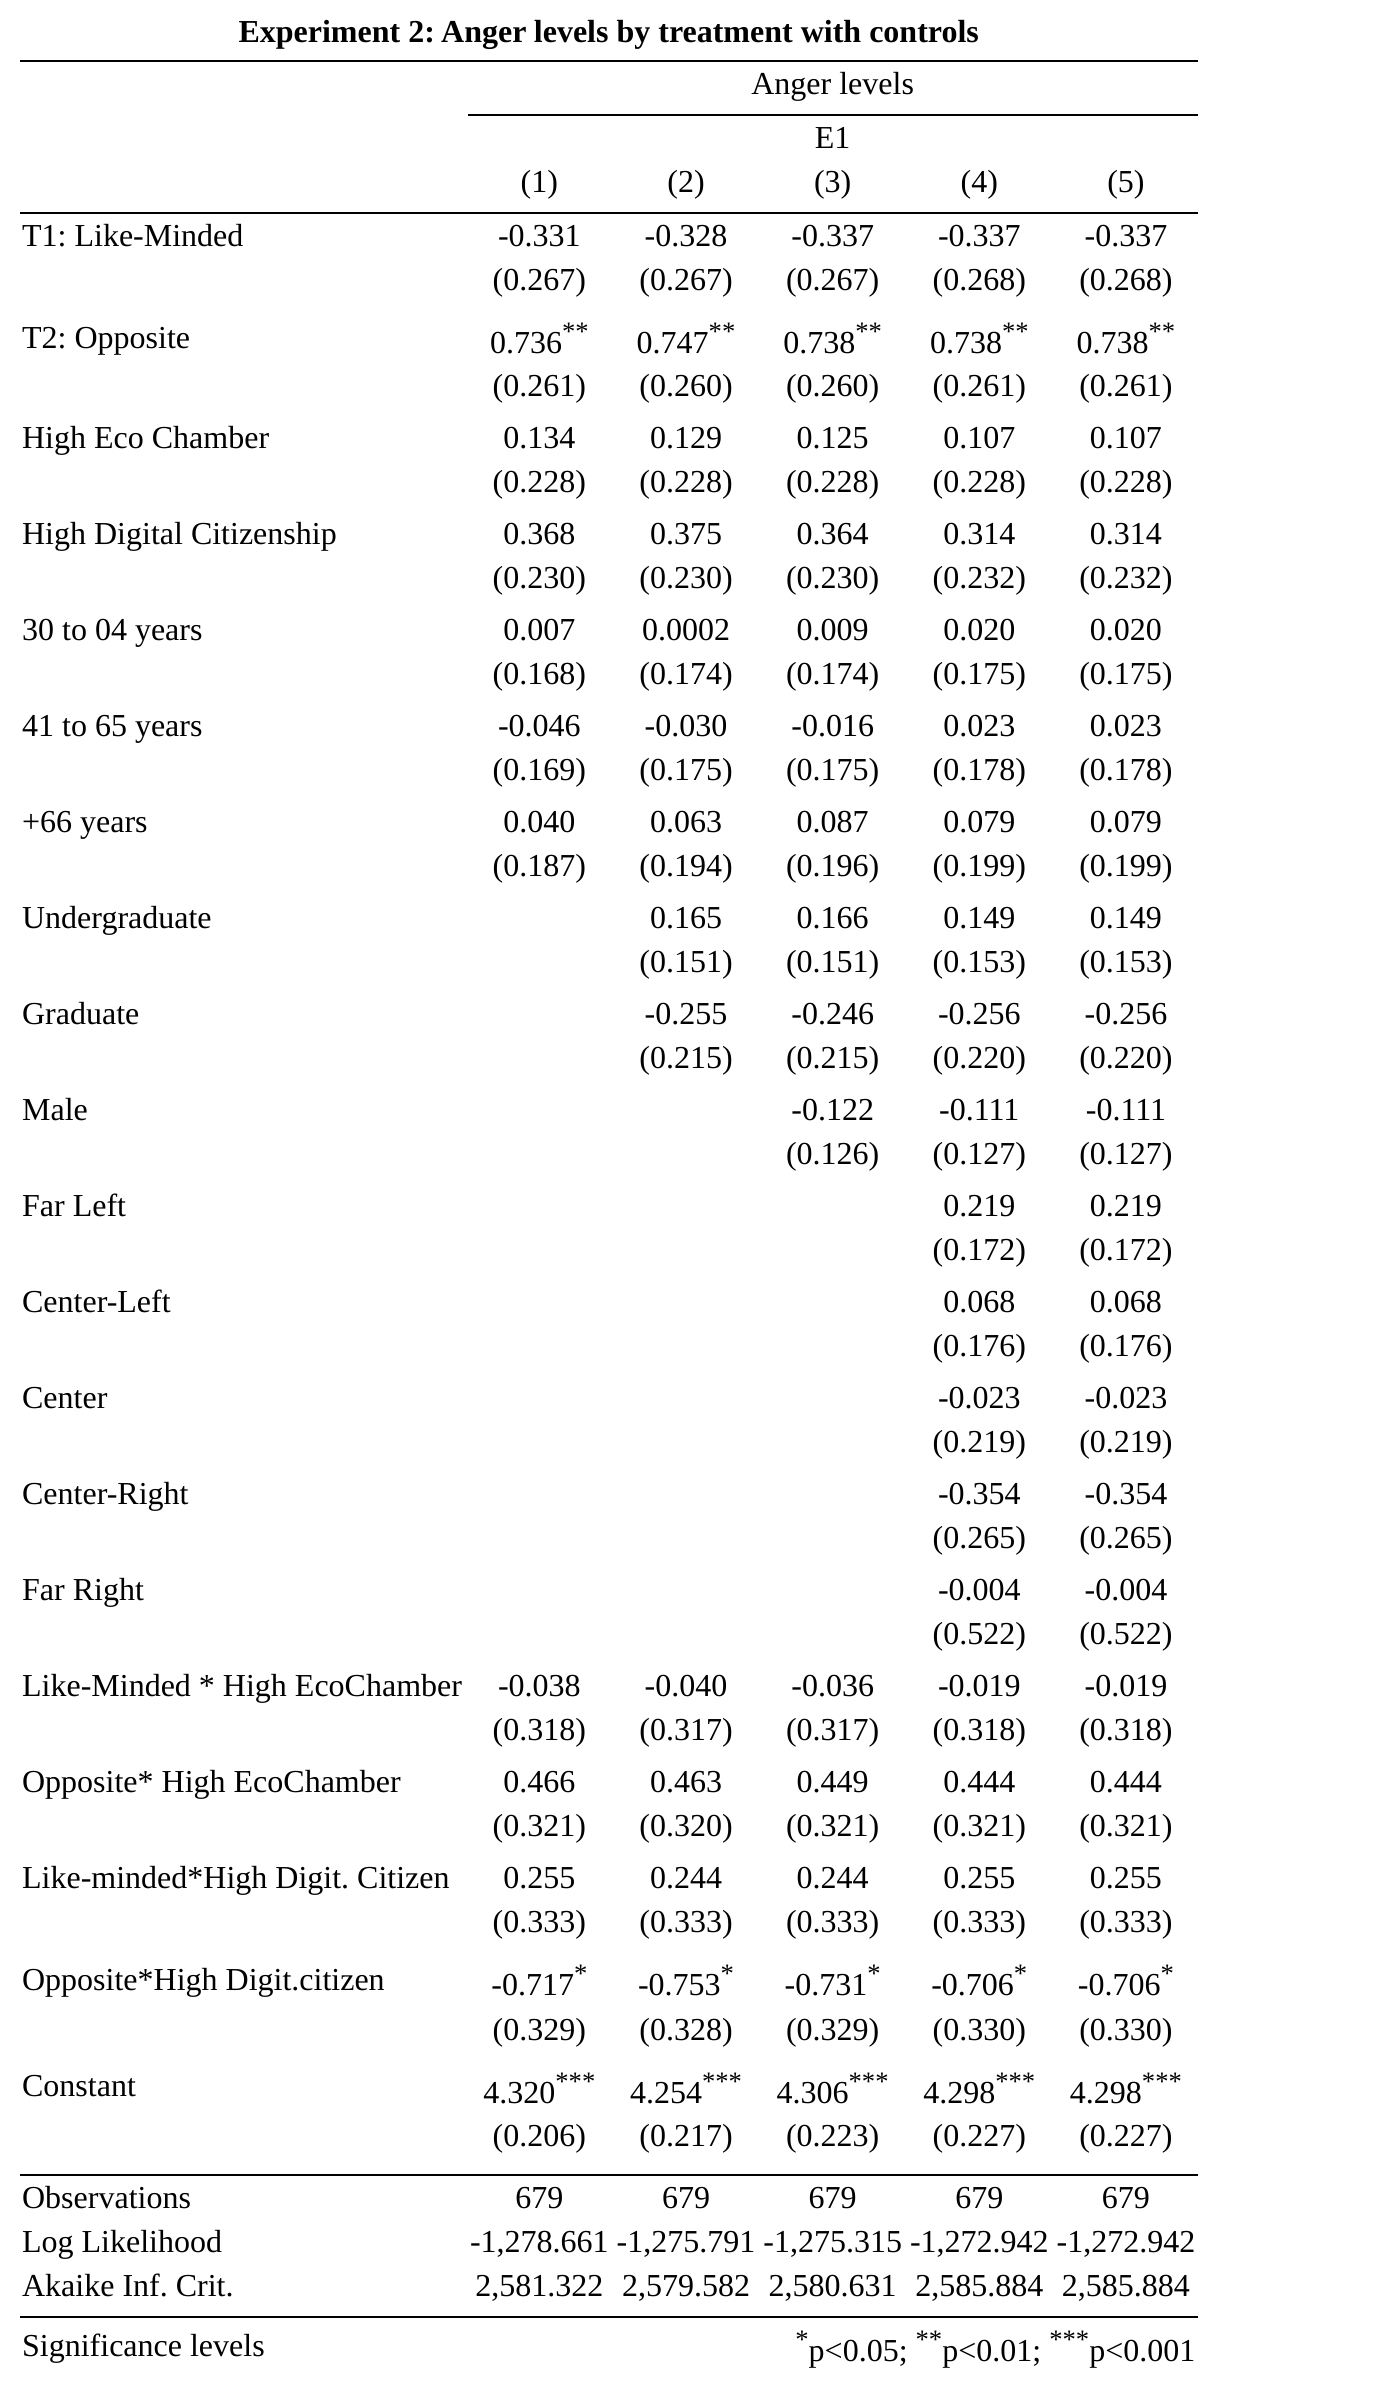 Experiment 2: Anger levels by treatment with controls
Anger levels
E1
(1) (2) (3) (4) (5)
T1: Like-Minded -0.331 -0.328 -0.337 -0.337 -0.337
(0.267) (0.267) (0.267) (0.268) (0.268)
T2: Opposite 0.736** 0.747** 0.738** 0.738** 0.738**
(0.261) (0.260) (0.260) (0.261) (0.261)
High Eco Chamber 0.134 0.129 0.125 0.107 0.107
(0.228) (0.228) (0.228) (0.228) (0.228)
High Digital Citizenship 0.368 0.375 0.364 0.314 0.314
(0.230) (0.230) (0.230) (0.232) (0.232)
30 to 04 years 0.007 0.0002 0.009 0.020 0.020
(0.168) (0.174) (0.174) (0.175) (0.175)
41 to 65 years -0.046 -0.030 -0.016 0.023 0.023
(0.169) (0.175) (0.175) (0.178) (0.178)
+66 years 0.040 0.063 0.087 0.079 0.079
(0.187) (0.194) (0.196) (0.199) (0.199)
Undergraduate 0.165 0.166 0.149 0.149
(0.151) (0.151) (0.153) (0.153)
Graduate -0.255 -0.246 -0.256 -0.256
(0.215) (0.215) (0.220) (0.220)
Male -0.122 -0.111 -0.111
(0.126) (0.127) (0.127)
Far Left 0.219 0.219
(0.172) (0.172)
Center-Left 0.068 0.068
(0.176) (0.176)
Center -0.023 -0.023
(0.219) (0.219)
Center-Right -0.354 -0.354
(0.265) (0.265)
Far Right -0.004 -0.004
(0.522) (0.522)
Like-Minded * High EcoChamber -0.038 -0.040 -0.036 -0.019 -0.019
(0.318) (0.317) (0.317) (0.318) (0.318)
Opposite* High EcoChamber 0.466 0.463 0.449 0.444 0.444
(0.321) (0.320) (0.321) (0.321) (0.321)
Like-minded*High Digit. Citizen 0.255 0.244 0.244 0.255 0.255
(0.333) (0.333) (0.333) (0.333) (0.333)
Opposite*High Digit.citizen -0.717* -0.753* -0.731* -0.706* -0.706*
(0.329) (0.328) (0.329) (0.330) (0.330)
Constant 4.320*** 4.254*** 4.306*** 4.298*** 4.298***
(0.206) (0.217) (0.223) (0.227) (0.227)
Observations 679 679 679 679 679
Log Likelihood -1,278.661 -1,275.791 -1,275.315 -1,272.942 -1,272.942
Akaike Inf. Crit. 2,581.322 2,579.582 2,580.631 2,585.884 2,585.884
Significance levels *p<0.05; **p<0.01; ***p<0.001